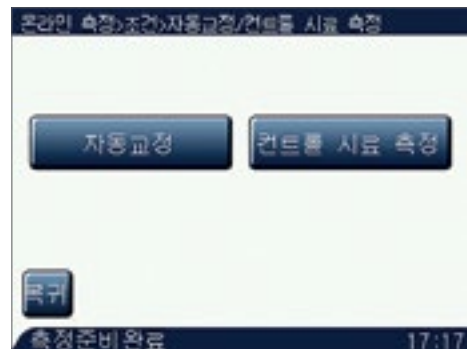 온라인 측정>조건>자동교정/컨트롤 시료 측정
자동교정
컨트롤 시료 측정
복귀
측정준비완료
17:17